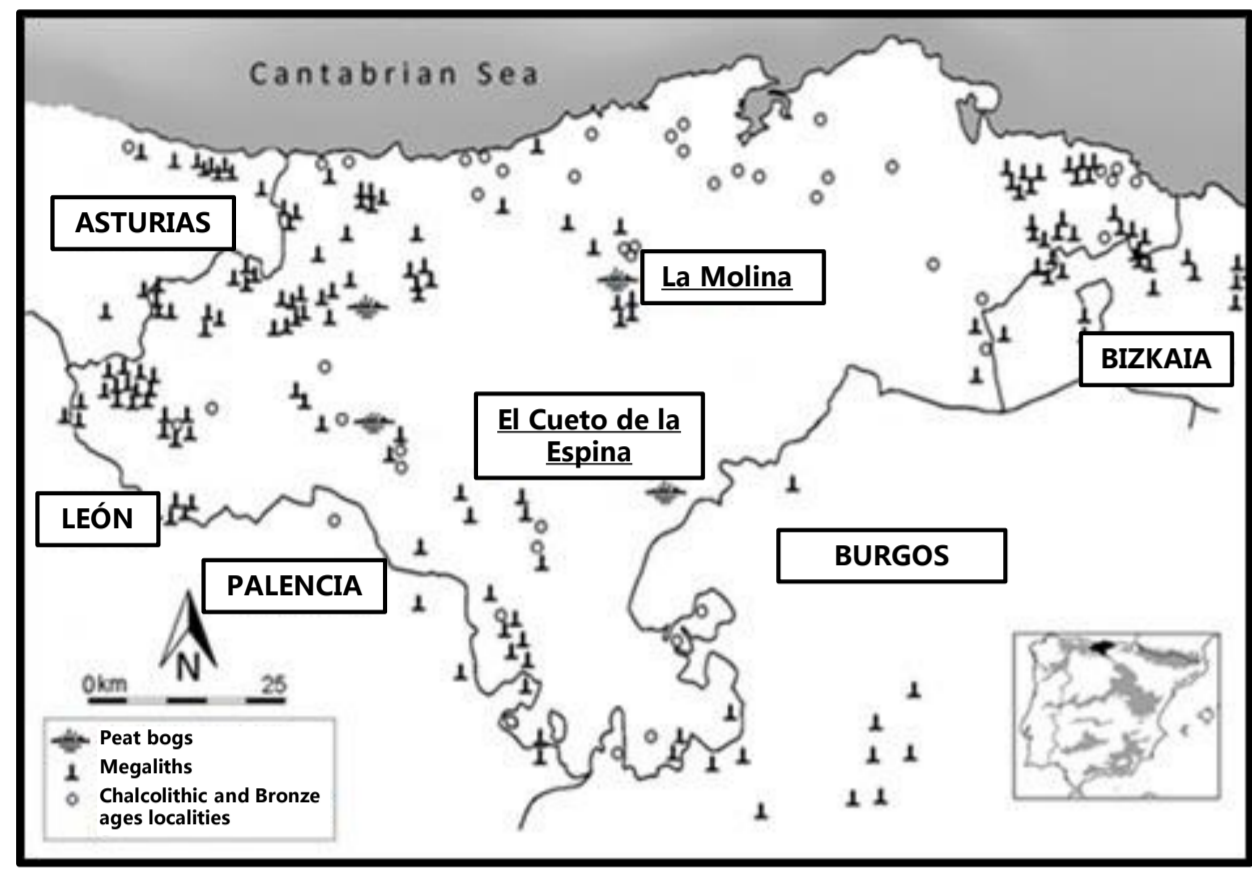 Cantabrian Sea
ASTURIAS
La Molina
BIZKAIA
El Cueto de la
Espina
LEÓN
BURGOS
PALENCIA
N
0km 25
Peat bogs
Megaliths
Chalcolithic and Bronze
ages localities